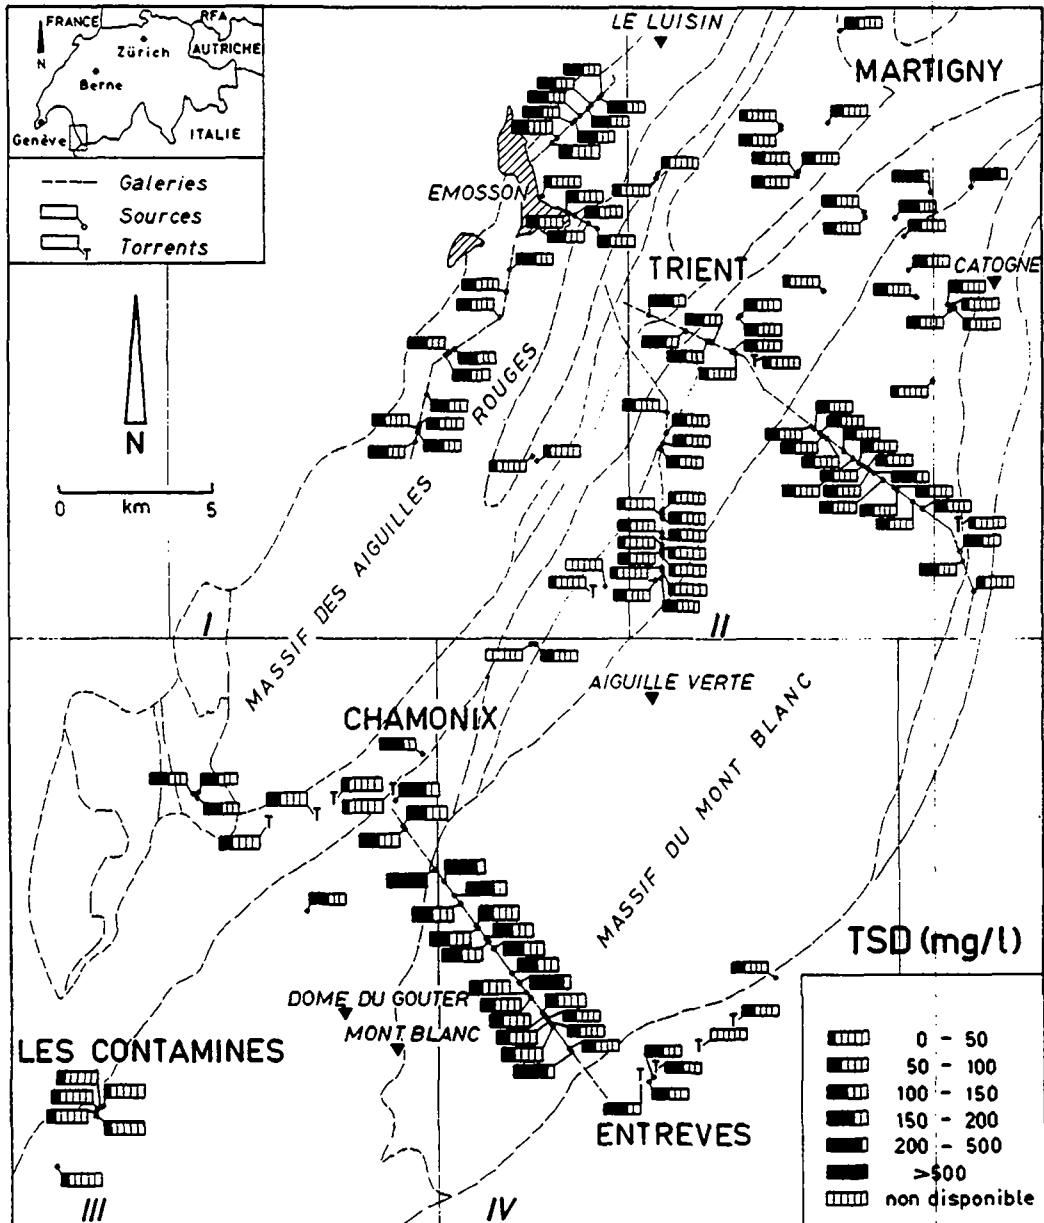 FRANCE
RFA
AUTRICHE
Zürich
N
Berne
Genève
ITALIE
Galeries
Sources
Torrents
LE LUISIN
MARTIGNY
EMOSSON
TRIENT
CATOGNE
N
0 km 5
MASSIF DES AIGUILLES ROUGES
I
II
AIGUILLE VERTE
CHAMONIX
MASSIF DU MONT BLANC
DOME DU GOUTER
MONT BLANC
LES CONTAMINES
ENTREVES
III
IV
TSD (mg/l)
0 - 50
50 - 100
100 - 150
150 - 200
200 - 500
>500
non disponible